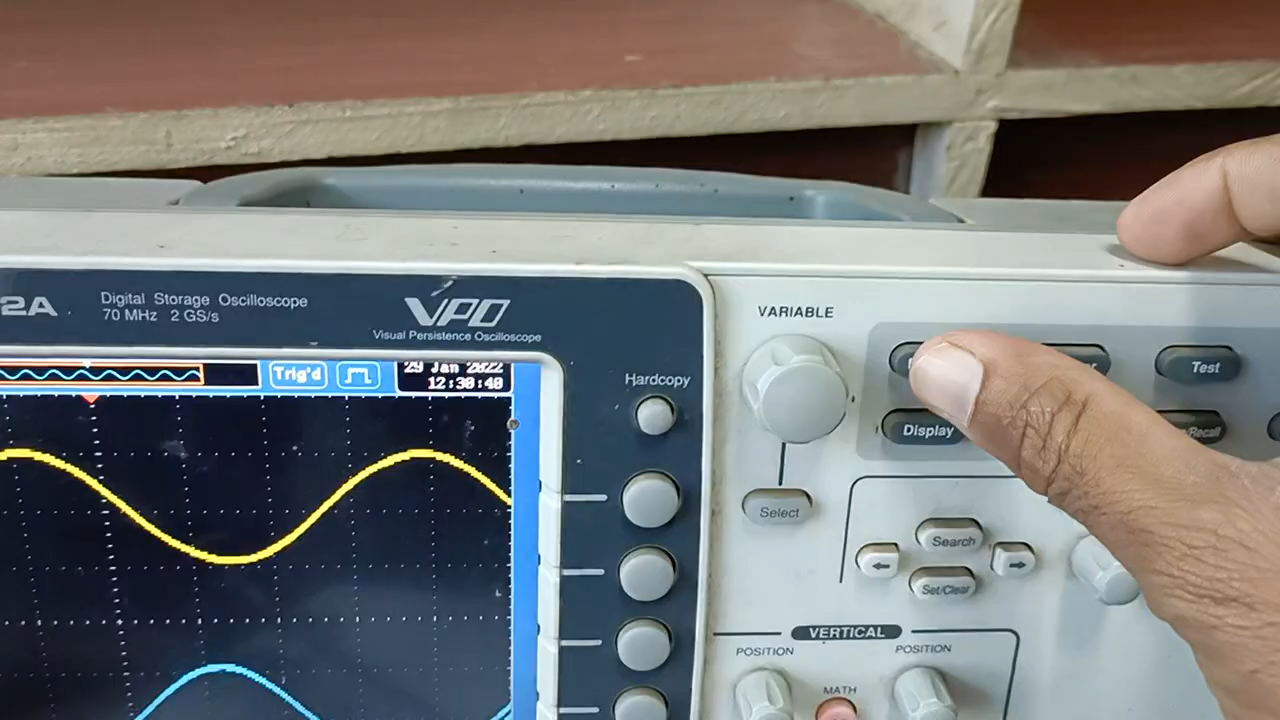 2A
Digital Storage Oscilloscope
70 MHz 2 GS/s
VPO
Visual Persistence Oscilloscope
Trig'd
29 Jan 2022
12:30:40
Hardcopy
VARIABLE
Test
Display
Recall
Select
Search
Set/Clear
VERTICAL
POSITION
POSITION
MATH